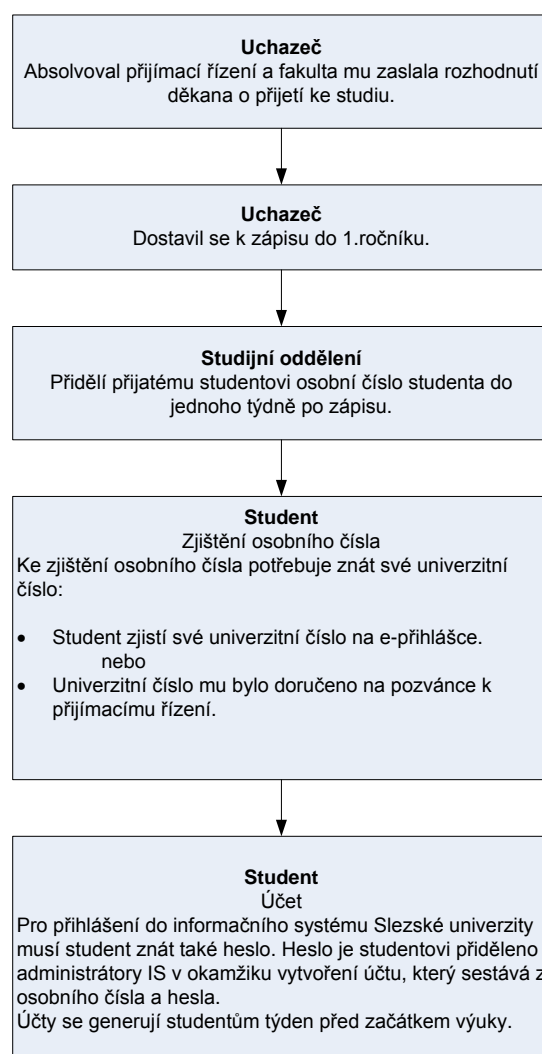 Uchazeč
Absolvoval přijímací řízení a fakulta mu zaslala rozhodnutí
děkana o přijetí ke studiu.
Uchazeč
Dostavil se k zápisu do 1.ročníku.
Studijní oddělení
Přidělí přijatému studentovi osobní číslo studenta do
jednoho týdně po zápisu.
Student
Zjištění osobního čísla
Ke zjištění osobního čísla potřebuje znát své univerzitní
číslo:
• Student zjistí své univerzitní číslo na e-přihlášce.
nebo
• Univerzitní číslo mu bylo doručeno na pozvánce k
přijímacímu řízení.
Student
Účet
Pro přihlášení do informačního systému Slezské univerzity
musí student znát také heslo. Heslo je studentovi přiděleno
administrátory IS v okamžiku vytvoření účtu, který sestává z
osobního čísla a hesla.
Účty se generují studentům týden před začátkem výuky.